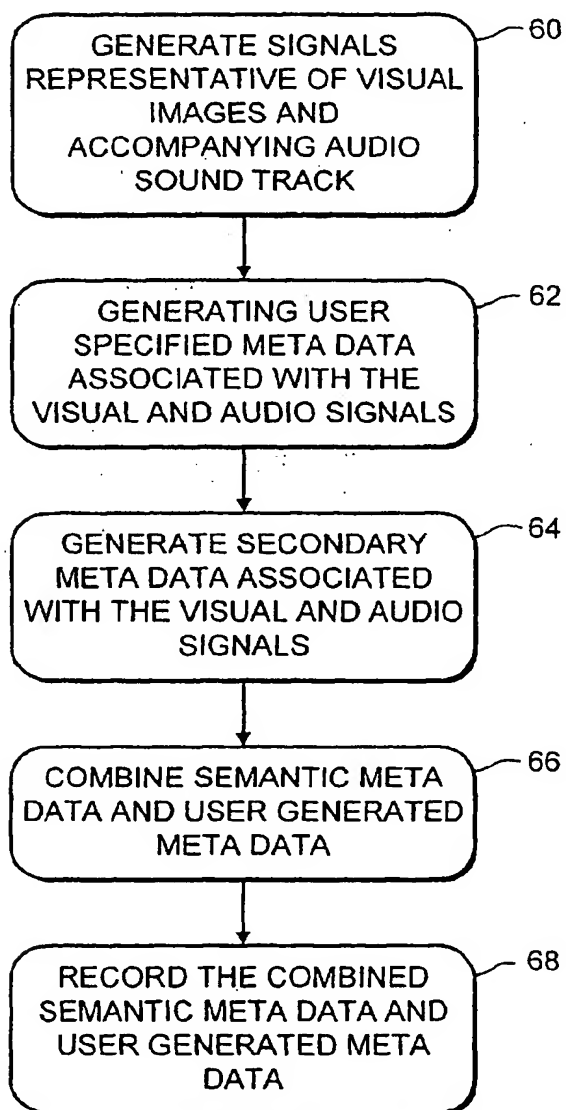 GENERATE SIGNALS
REPRESENTATIVE OF VISUAL
IMAGES AND
ACCOMPANYING AUDIO
SOUND TRACK
60
GENERATING USER
SPECIFIED META DATA
ASSOCIATED WITH THE
VISUAL AND AUDIO SIGNALS
62
GENERATE SECONDARY
META DATA ASSOCIATED
WITH THE VISUAL AND AUDIO
SIGNALS
64
COMBINE SEMANTIC META
DATA AND USER GENERATED
META DATA
66
RECORD THE COMBINED
SEMANTIC META DATA AND
USER GENERATED META
DATA
68